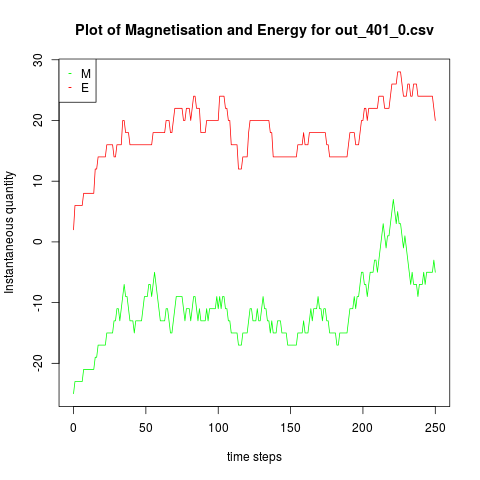 Plot of Magnetisation and Energy for out_401_0.csv
M
E
Instantaneous quantity
30
20
10
0
-10
-20
0 50 100 150 200 250
time steps